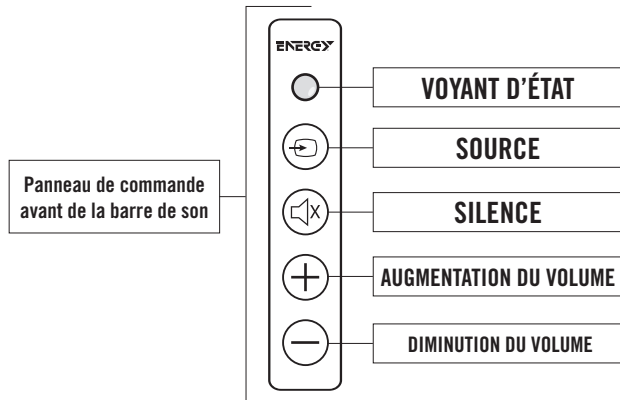 ENERGY
VOYANT D'ÉTAT
SOURCE
Panneau de commande
avant de la barre de son
SILENCE
AUGMENTATION DU VOLUME
DIMINUTION DU VOLUME